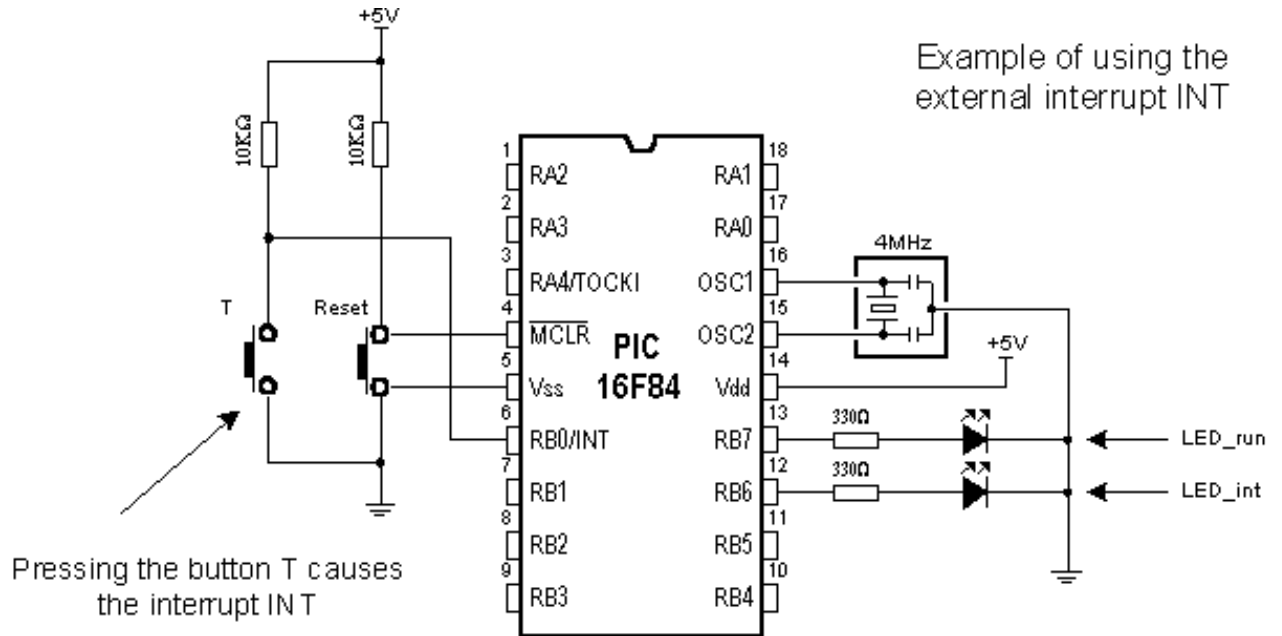 +5V
Example of using the
external interrupt INT
10KΩ
10KΩ
1
RA2
RA1
18
2
RA3
RA0
17
3
RA4/TOCKI
OSC1
16
4MHz
T
Reset
4
MCLR
OSC2
15
PIC
16F84
+5V
5
Vss
Vdd
14
6
RB0/INT
RB7
13
330Ω
LED_run
7
RB1
RB6
12
330Ω
LED_int
8
RB2
RB5
11
9
RB3
RB4
10
Pressing the button T causes
the interrupt INT